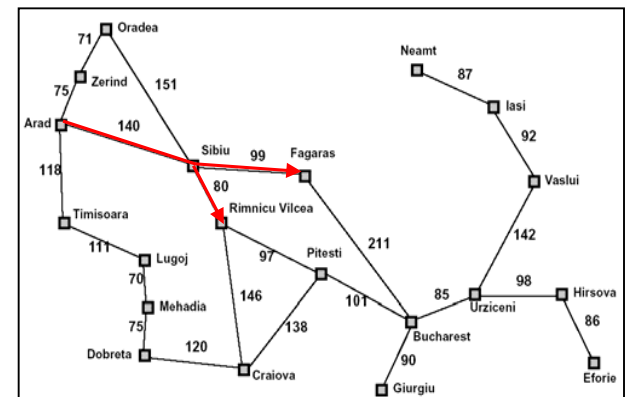 Oradea
71
Neamt
87
Zerind
151
75
Iasi
Arad
140
92
Sibiu
99
Fagaras
118
80
Vaslui
Rimnicu Vilcea
Timisoara
111
211
142
Lugoj
97
Pitesti
70
98
Hirsova
146
101
85
Mehadia
Urziceni
86
75
138
Bucharest
Dobreta
120
90
Eforie
Craiova
Giurgiu